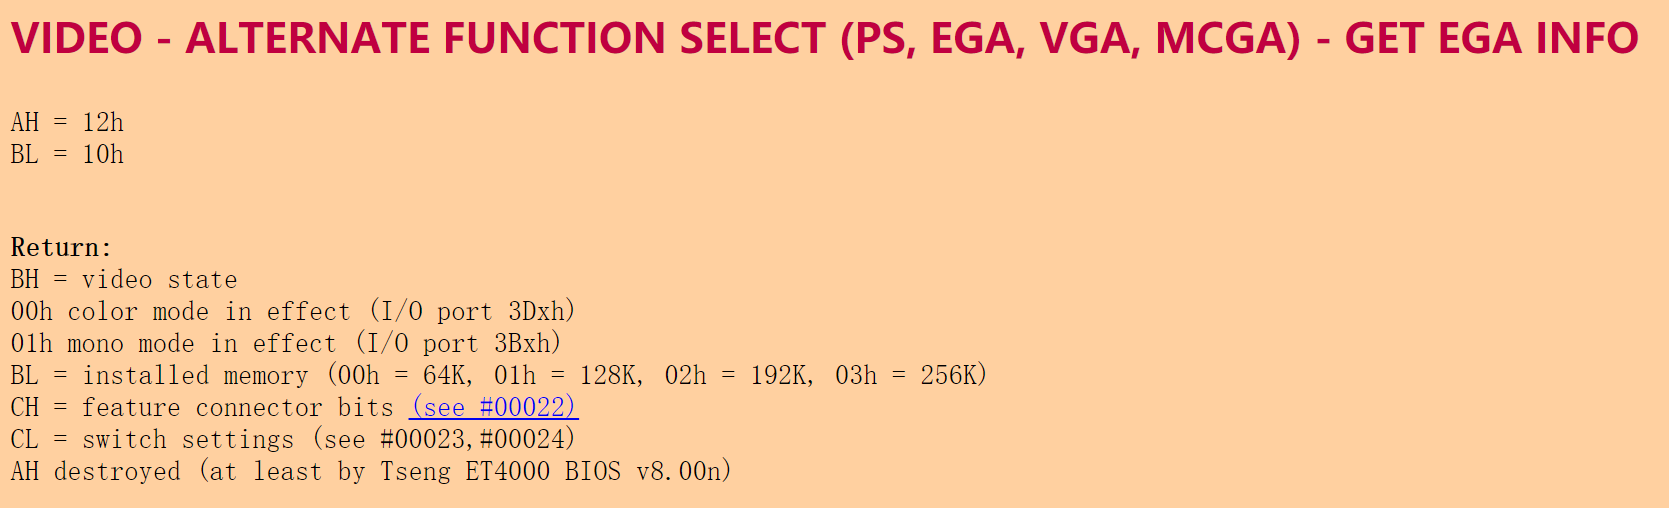 VIDEO - ALTERNATE FUNCTION SELECT (PS, EGA, VGA, MCGA) - GET EGA INFO
AH = 12h
BL = 10h
Return:
BH = video state
00h color mode in effect (I/O port 3Dxh)
01h mono mode in effect (I/O port 3Bxh)
BL = installed memory (00h = 64K, 01h = 128K, 02h = 192K, 03h = 256K)
CH = feature connector bits (see #00022)
CL = switch settings (see #00023,#00024)
AH destroyed (at least by Tseng ET4000 BIOS v8.00n)